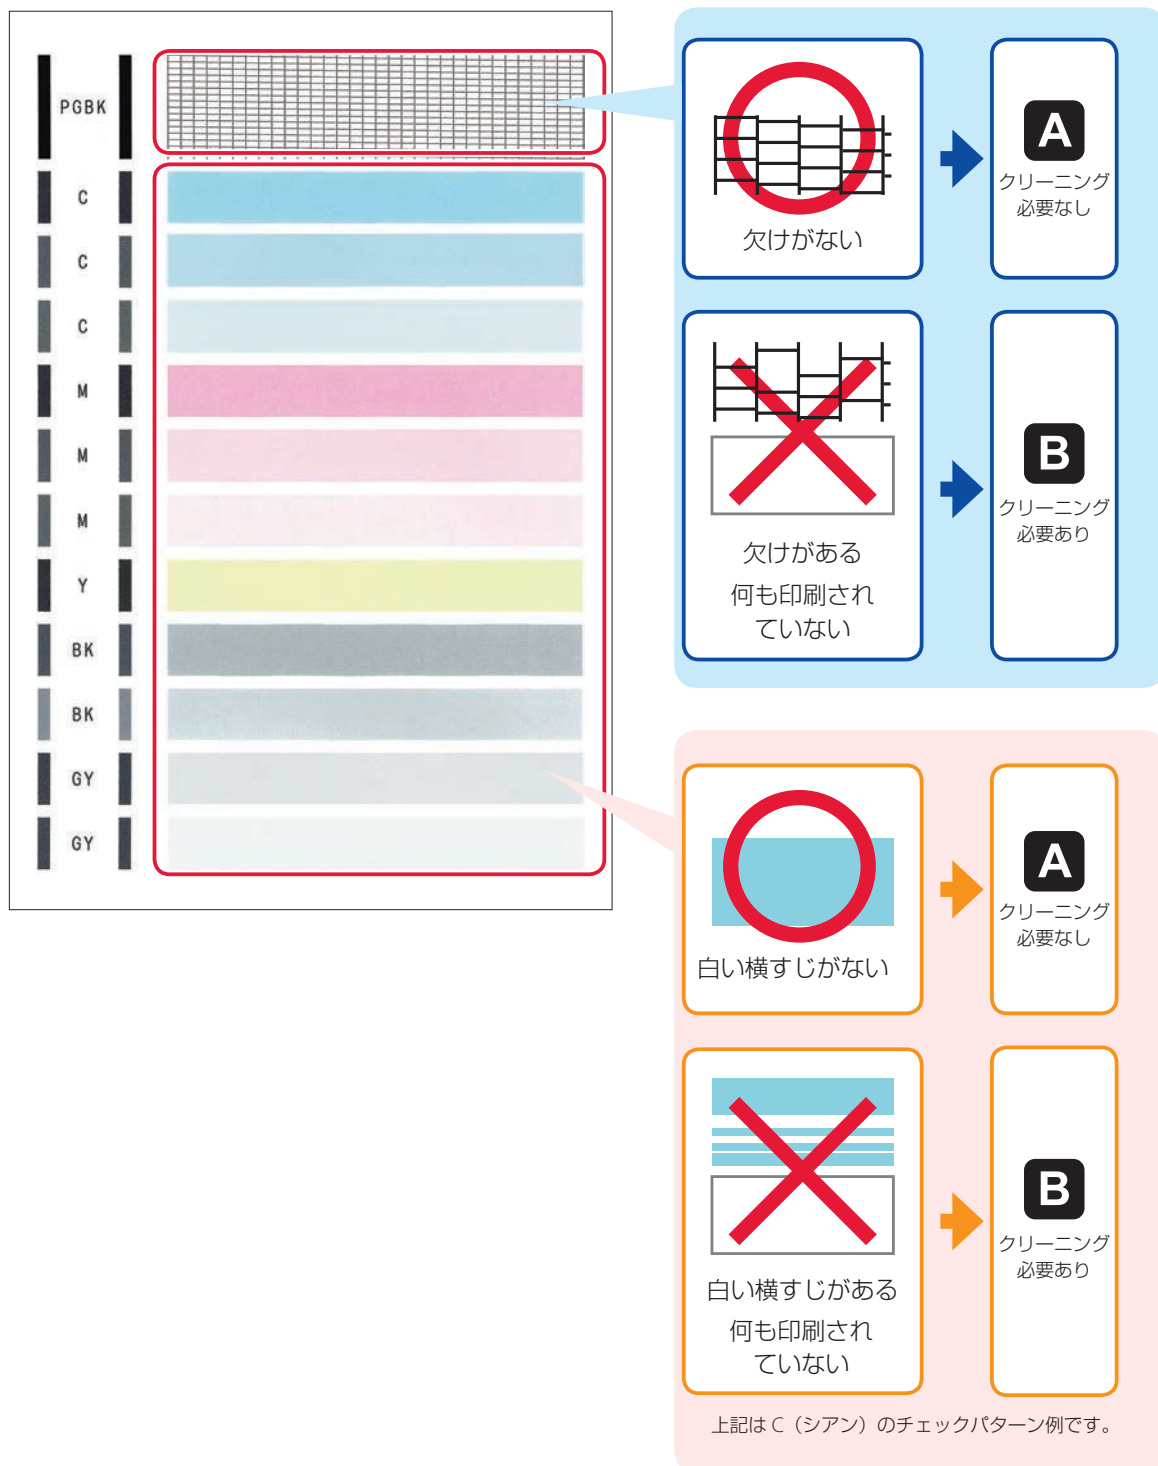 PGBK
C
C
C
M
M
M
Y
BK
BK
GY
GY
欠けがない
A
クリーニング
必要なし
欠けがある
何も印刷され
ていない
B
クリーニング
必要あり
白い横すじがない
A
クリーニング
必要なし
白い横すじがある
何も印刷され
ていない
B
クリーニング
必要あり
上記は C（シアン）のチェックパターン例です。